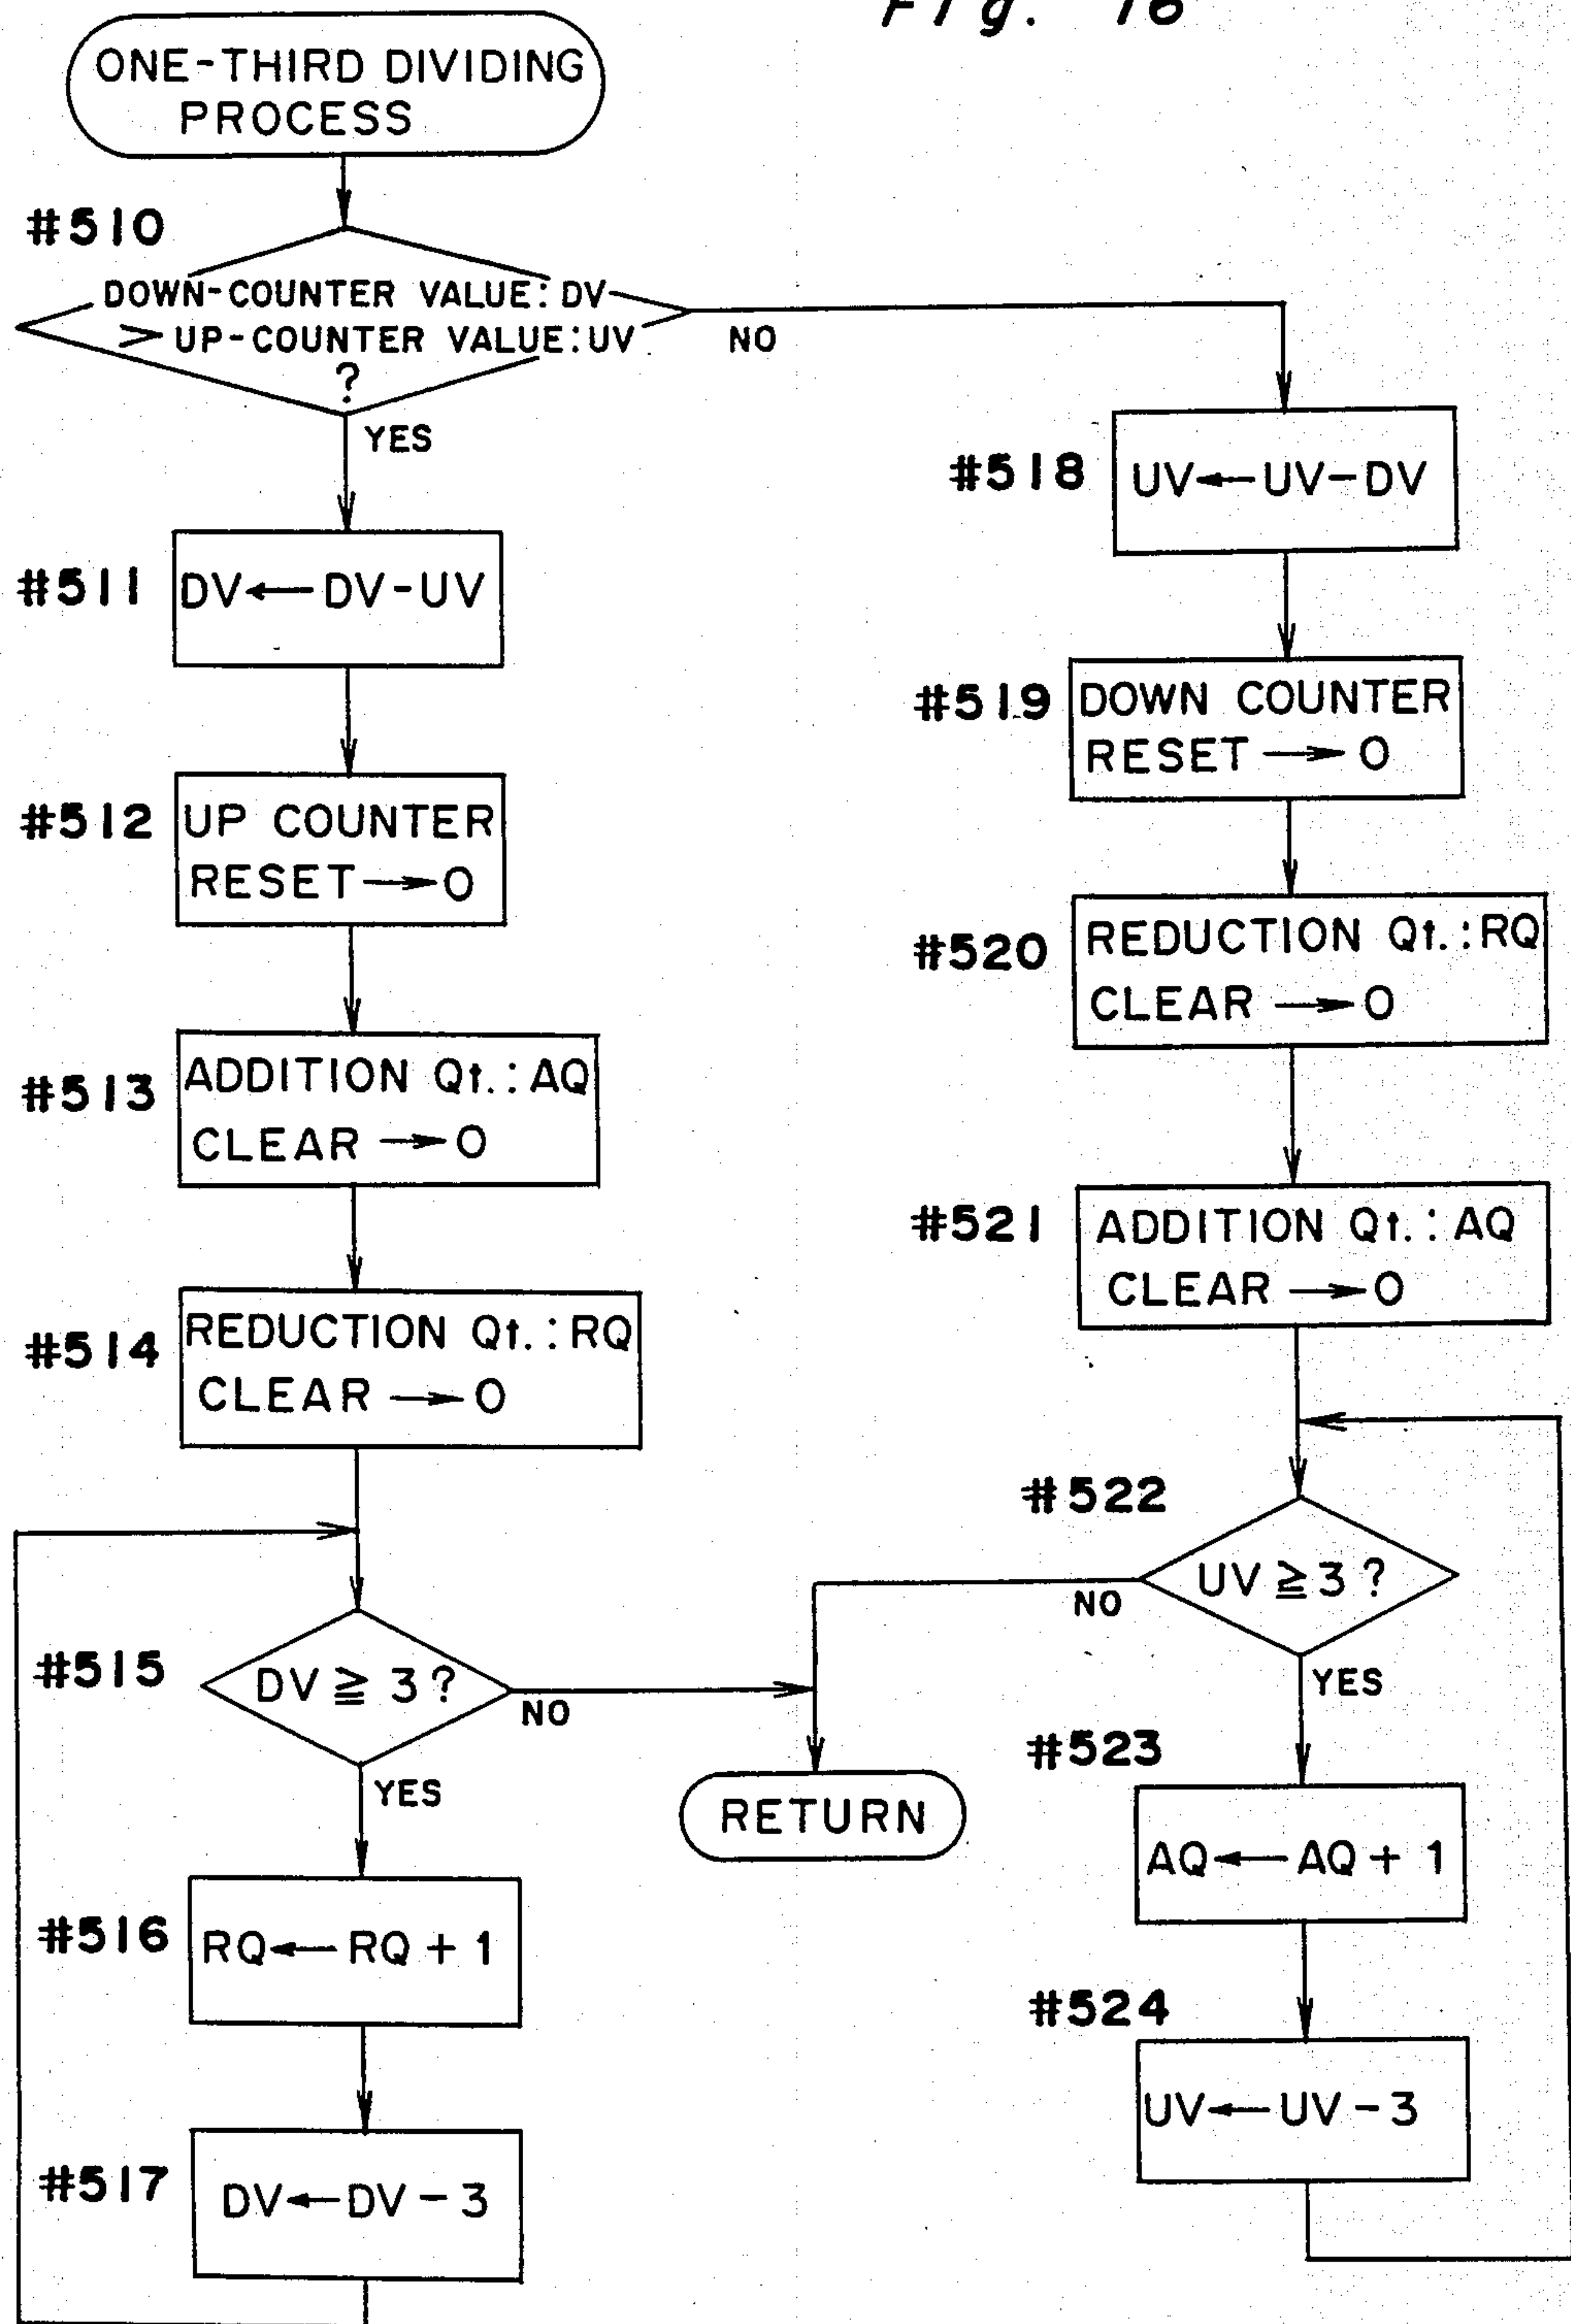 Fig. 16
ONE-THIRD DIVIDING
PROCESS
#510
DOWN-COUNTER VALUE: DV
> UP-COUNTER VALUE: UV
?
NO
YES
#511
DV ← DV - UV
#512
UP COUNTER
RESET → 0
#513
ADDITION Qt.: AQ
CLEAR → 0
#514
REDUCTION Qt.: RQ
CLEAR → 0
#515
DV ≧ 3 ?
NO
YES
#516
RQ ← RQ + 1
#517
DV ← DV - 3
RETURN
#518
UV ← UV - DV
#519
DOWN COUNTER
RESET → 0
#520
REDUCTION Qt.: RQ
CLEAR → 0
#521
ADDITION Qt.: AQ
CLEAR → 0
#522
UV ≧ 3 ?
NO
YES
#523
AQ ← AQ + 1
#524
UV ← UV - 3